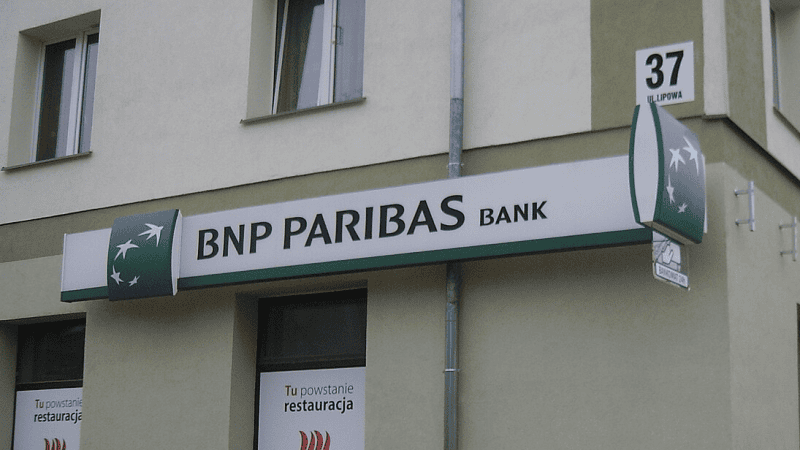 37
UL. LIPOWA
BNP PARIBAS BANK
Tu powstanie
restauracja
Tu powstanie
restauracja